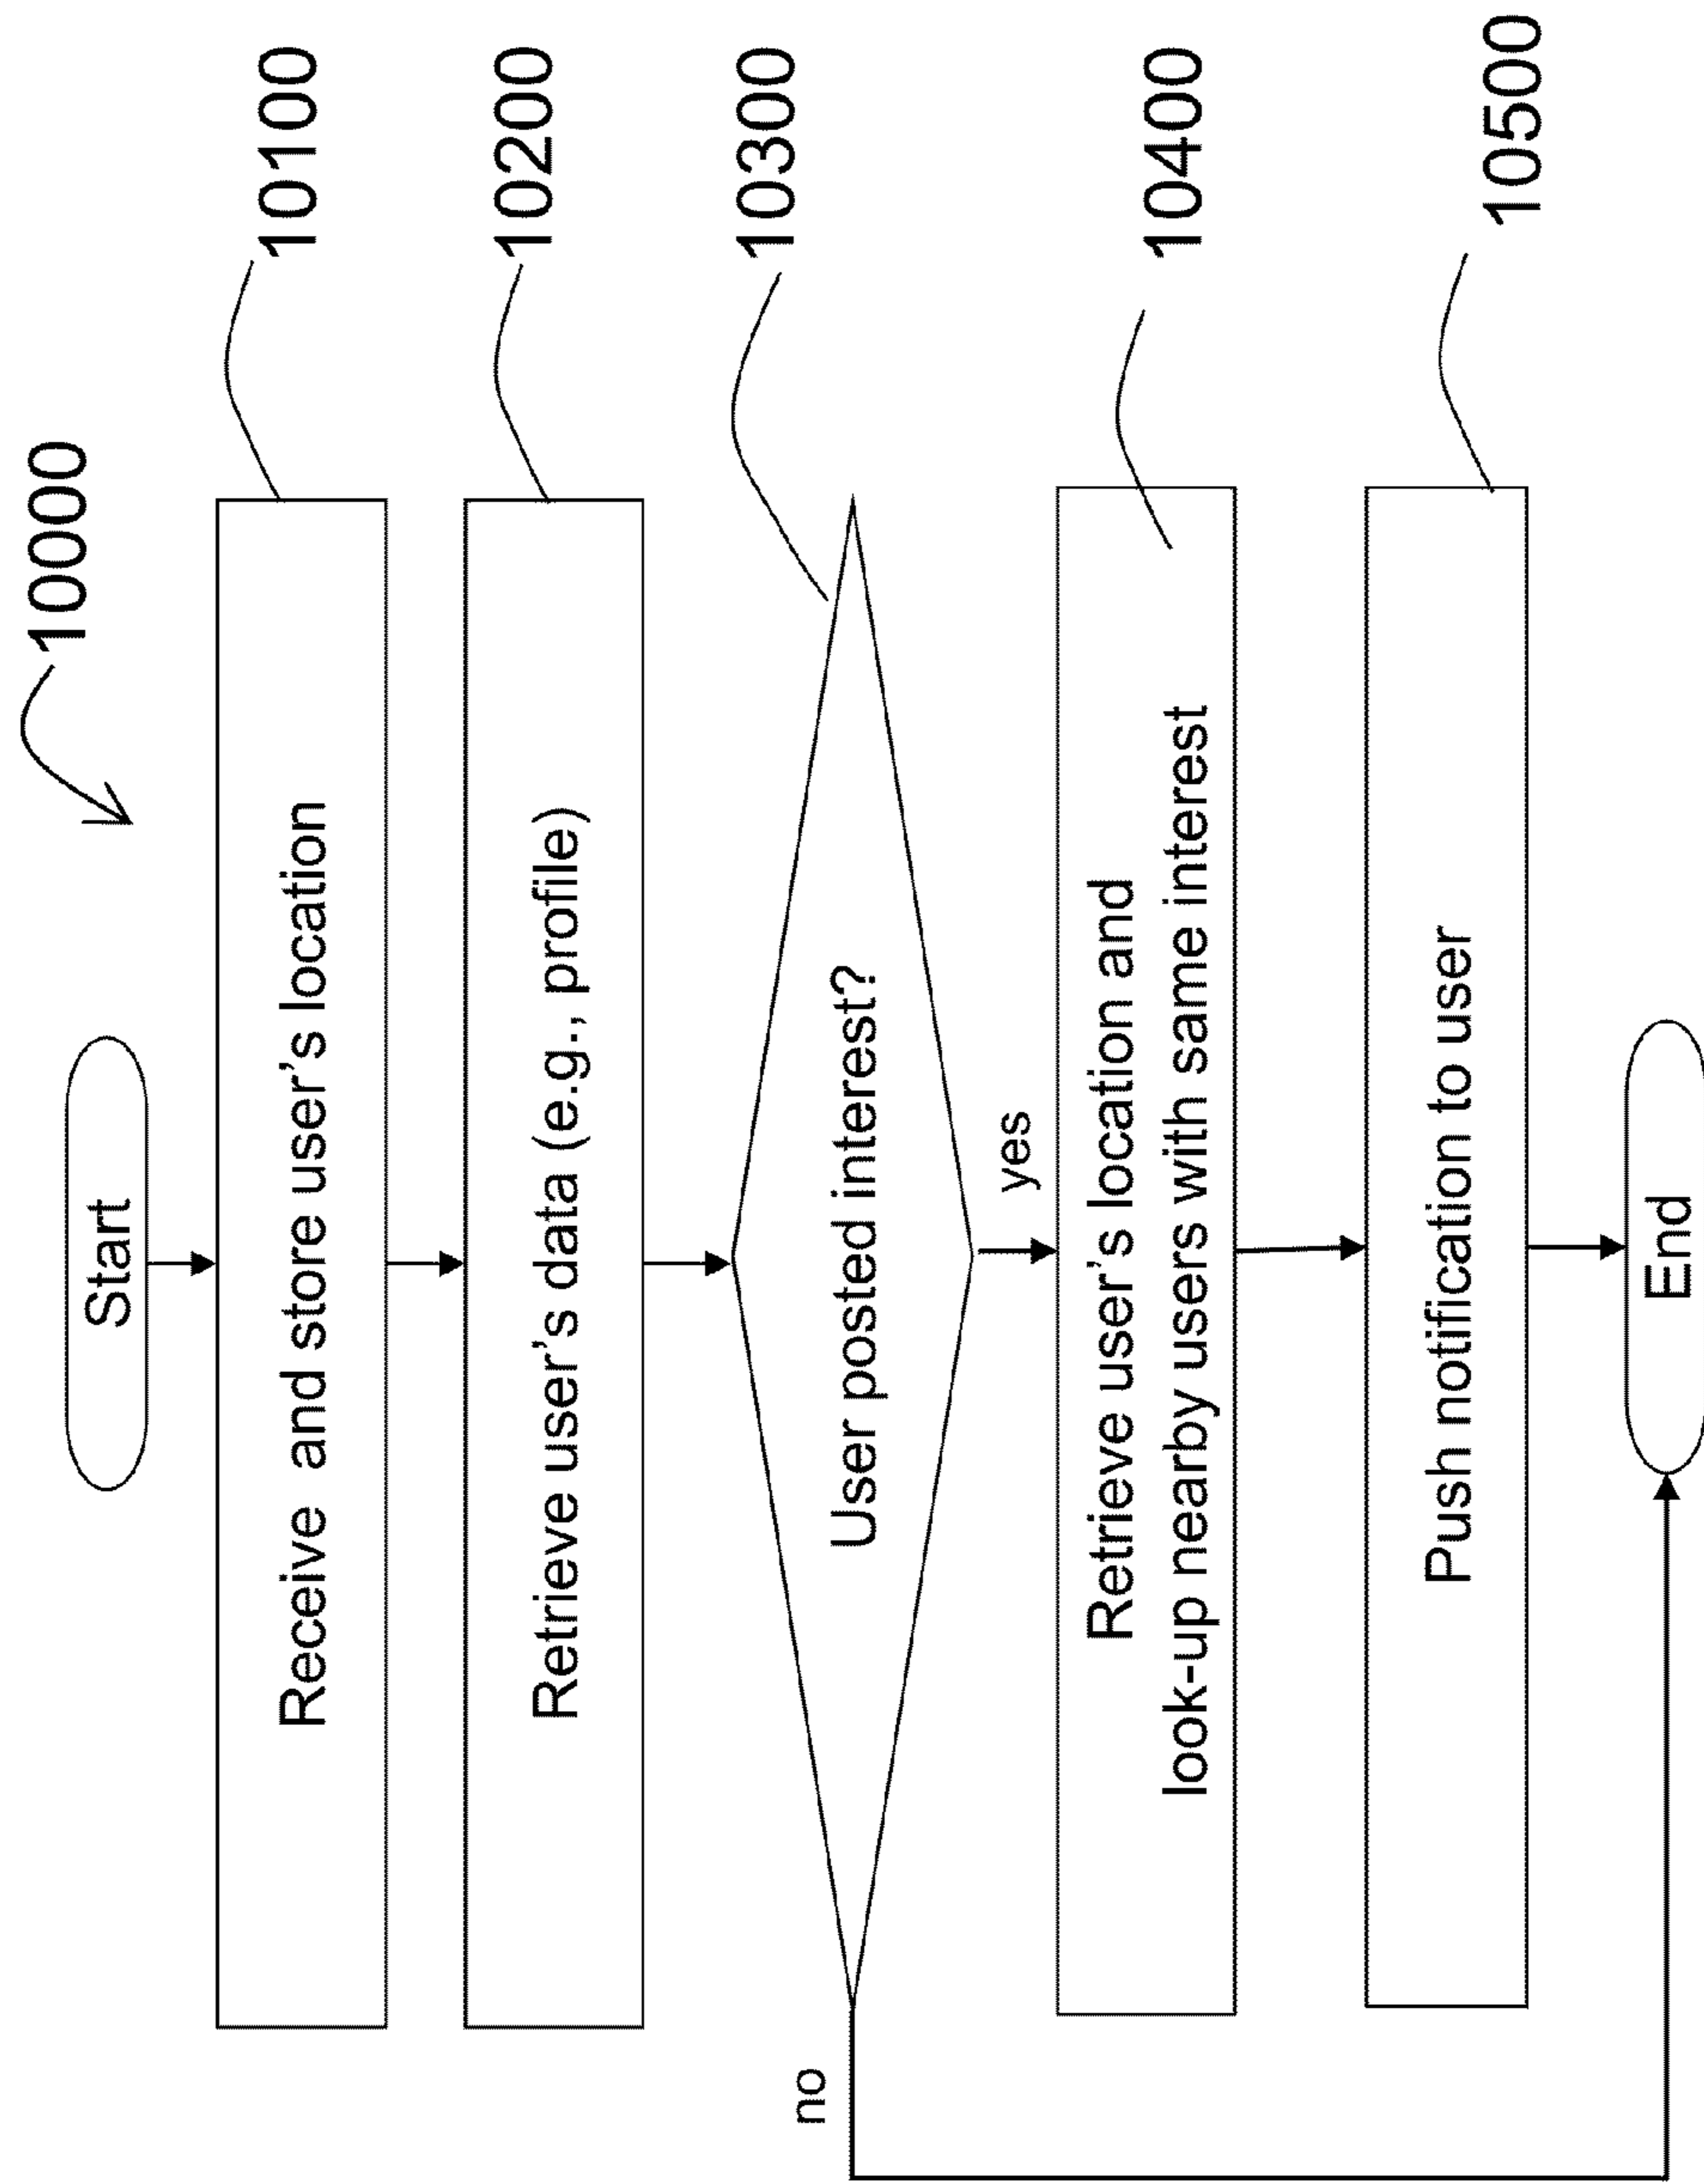 10000
Start
Receive and store user's location
10100
Retrieve user's data (e.g., profile)
10200
User posted interest?
10300
no
yes
Retrieve user's location and
look-up nearby users with same interest
10400
Push notification to user
10500
End